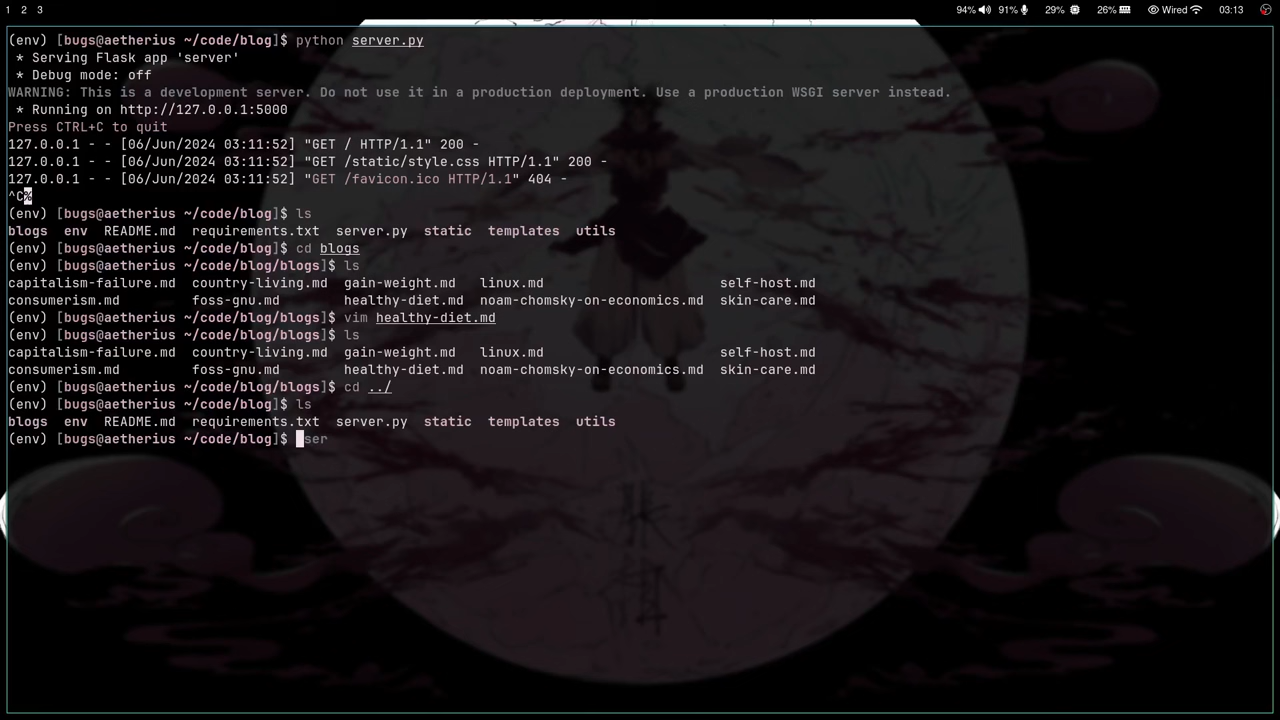 1 2 3 94% 91% 29% 26% Wired 03:13
(env) [bugs@aetherius ~/code/blog]$ python server.py
 * Serving Flask app 'server'
 * Debug mode: off
WARNING: This is a development server. Do not use it in a production deployment. Use a production WSGI server instead.
 * Running on http://127.0.0.1:5000
Press CTRL+C to quit
127.0.0.1 - - [06/Jun/2024 03:11:52] "GET / HTTP/1.1" 200 -
127.0.0.1 - - [06/Jun/2024 03:11:52] "GET /static/style.css HTTP/1.1" 200 -
127.0.0.1 - - [06/Jun/2024 03:11:52] "GET /favicon.ico HTTP/1.1" 404 -
^C%
(env) [bugs@aetherius ~/code/blog]$ ls
blogs env README.md requirements.txt server.py static templates utils
(env) [bugs@aetherius ~/code/blog]$ cd blogs
(env) [bugs@aetherius ~/code/blog/blogs]$ ls
capitalism-failure.md country-living.md gain-weight.md linux.md self-host.md
consumerism.md foss-gnu.md healthy-diet.md noam-chomsky-on-economics.md skin-care.md
(env) [bugs@aetherius ~/code/blog/blogs]$ vim healthy-diet.md
(env) [bugs@aetherius ~/code/blog/blogs]$ ls
capitalism-failure.md country-living.md gain-weight.md linux.md self-host.md
consumerism.md foss-gnu.md healthy-diet.md noam-chomsky-on-economics.md skin-care.md
(env) [bugs@aetherius ~/code/blog/blogs]$ cd ../
(env) [bugs@aetherius ~/code/blog]$ ls
blogs env README.md requirements.txt server.py static templates utils
(env) [bugs@aetherius ~/code/blog]$ ser